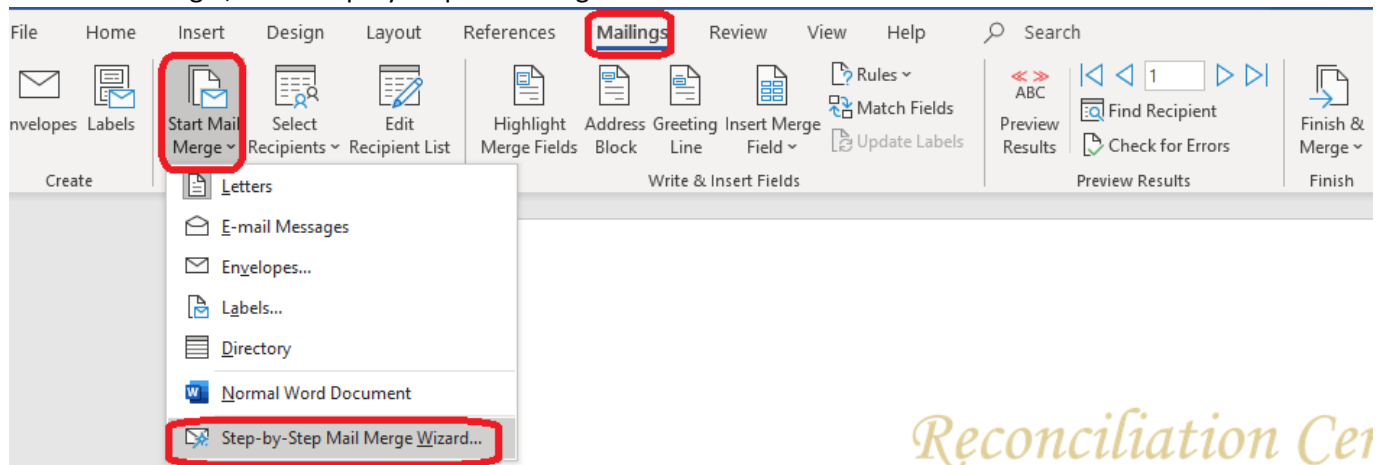 File Home Insert Design Layout References Mailings Review View Help Search
Envelopes Labels Start Mail Merge Select Recipients Edit Recipient List Highlight Merge Fields Address Block Greeting Line Insert Merge Field Rules Match Fields Update Labels ABC Preview Results 1 Find Recipient Check for Errors Finish & Merge
Create Write & Insert Fields Preview Results Finish
Letters
E-mail Messages
Envelopes...
Labels...
Directory
W Normal Word Document
Step-by-Step Mail Merge Wizard...
Reconciliation Cer